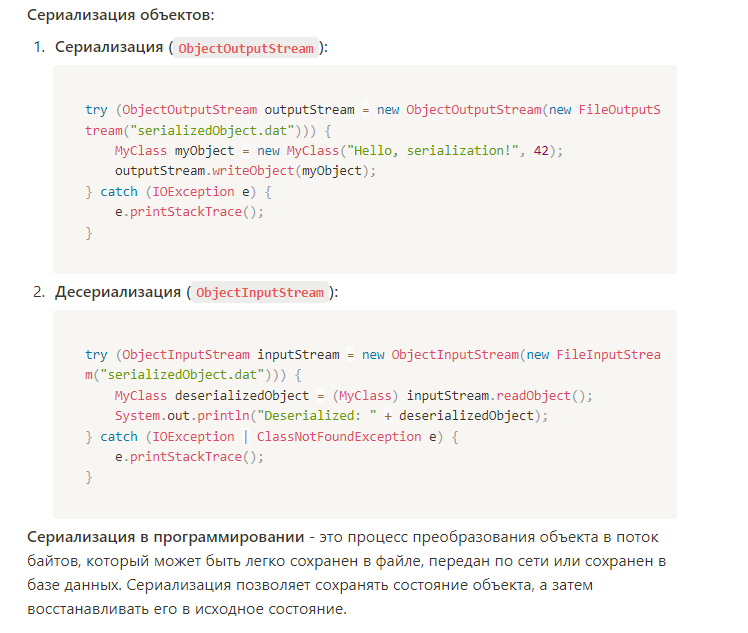 Сериализация объектов:
1. Сериализация (ObjectOutputStream):
try (ObjectOutputStream outputStream = new ObjectOutputStream(new FileOutputS
tream("serializedObject.dat"))) {
MyClass myObject = new MyClass("Hello, serialization!", 42);
outputStream.writeObject(myObject);
} catch (IOException e) {
e.printStackTrace();
}
2. Десериализация (ObjectInputStream):
try (ObjectInputStream inputStream = new ObjectInputStream(new FileInputStrea
m("serializedObject.dat"))) {
MyClass deserializedObject = (MyClass) inputStream.readObject();
System.out.println("Deserialized: " + deserializedObject);
} catch (IOException | ClassNotFoundException e) {
e.printStackTrace();
}
Сериализация в программировании - это процесс преобразования объекта в поток
байтов, который может быть легко сохранен в файле, передан по сети или сохранен в
базе данных. Сериализация позволяет сохранять состояние объекта, а затем
восстанавливать его в исходное состояние.